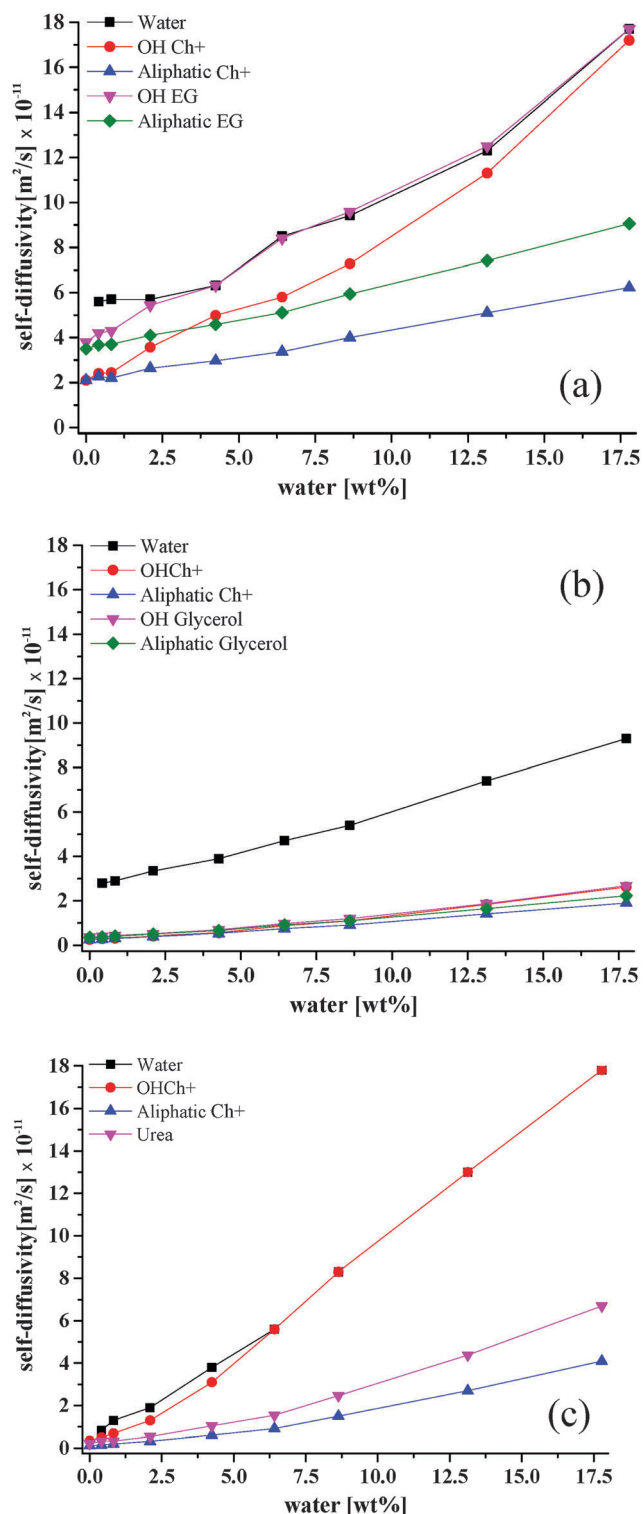 Water
OH Ch+
Aliphatic Ch+
OH EG
Aliphatic EG
18
16
14
12
10
8
6
4
2
0
self-diffusivity[m²/s] x 10⁻¹¹
(a)
0.0 2.5 5.0 7.5 10.0 12.5 15.0 17.5
water [wt%]
Water
OHCh+
Aliphatic Ch+
OH Glycerol
Aliphatic Glycerol
(b)
18
16
14
12
10
8
6
4
2
0
self-diffusivity[m²/s] x 10⁻¹¹
0.0 2.5 5.0 7.5 10.0 12.5 15.0 17.5
water [wt%]
Water
OHCh+
Aliphatic Ch+
Urea
18
16
14
12
10
8
6
4
2
0
self-diffusivity[m²/s] x 10⁻¹¹
(c)
0.0 2.5 5.0 7.5 10.0 12.5 15.0 17.5
water [wt%]